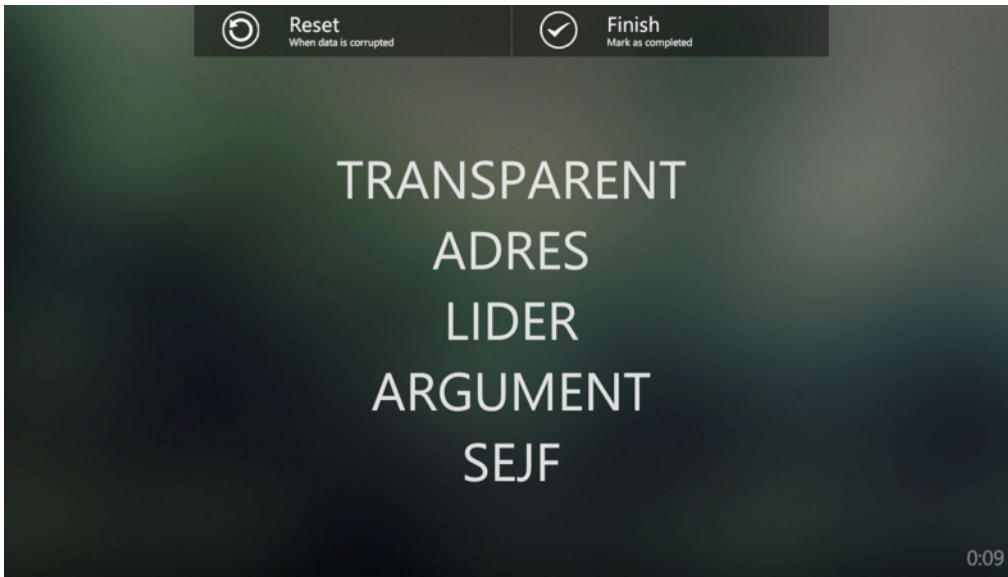 Reset
When data is corrupted
Finish
Mark as completed
TRANSPARENT
ADRES
LIDER
ARGUMENT
SEJF
0:09